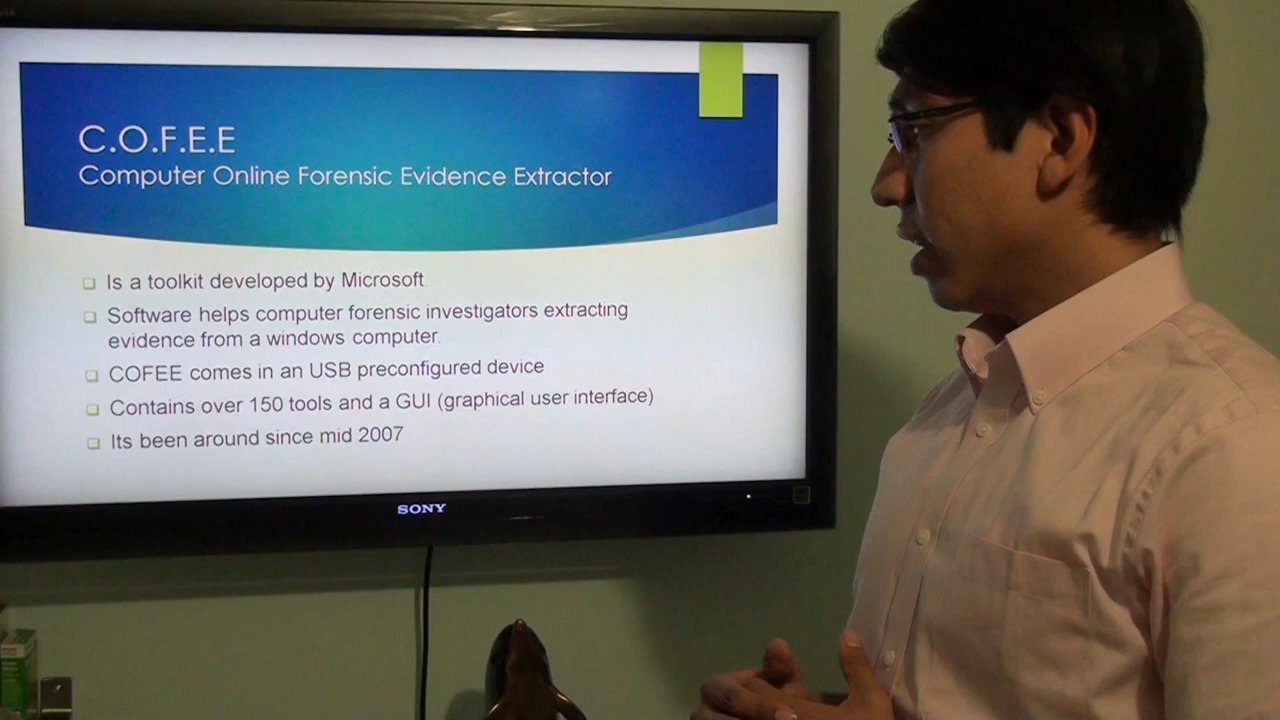 C.O.F.E.E
Computer Online Forensic Evidence Extractor
Is a toolkit developed by Microsoft
Software helps computer forensic investigators extracting
evidence from a windows computer.
COFEE comes in an USB preconfigured device
Contains over 150 tools and a GUI (graphical user interface)
Its been around since mid 2007
SONY